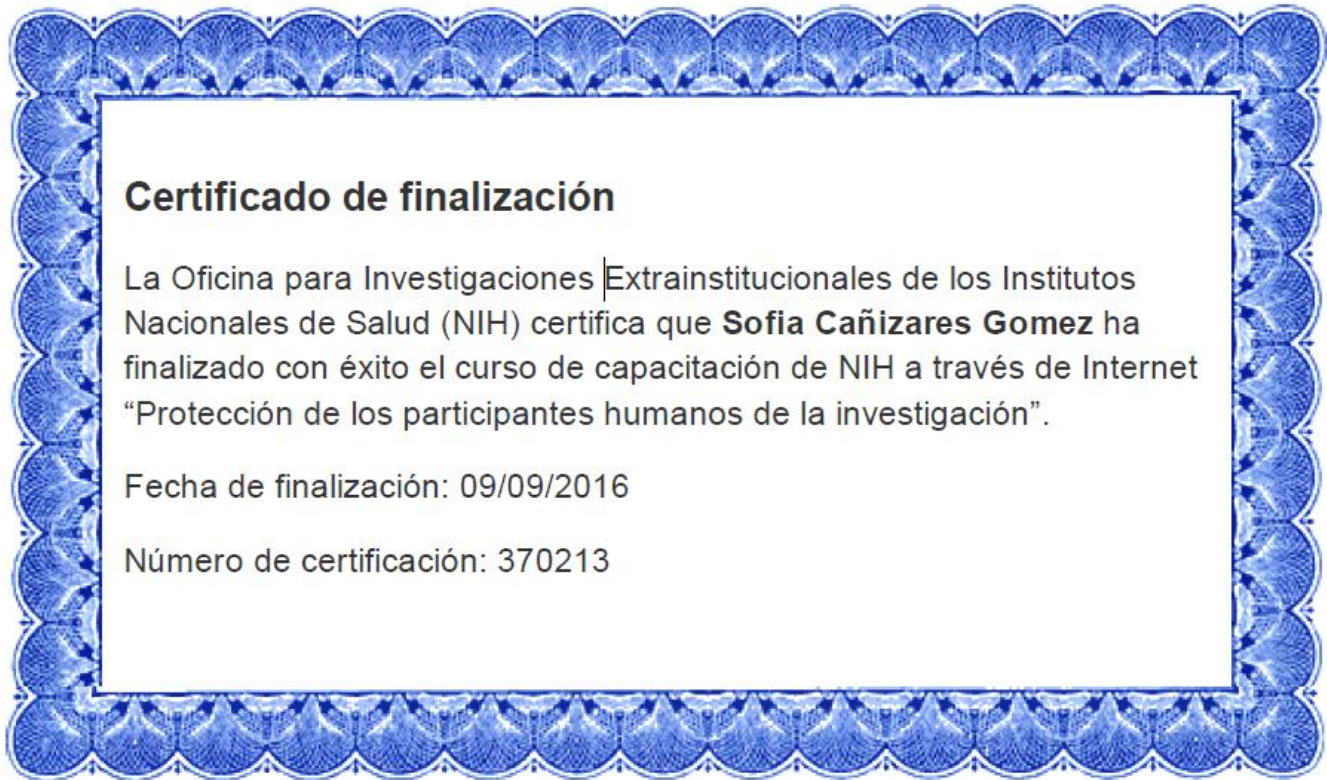 Certificado de finalización
La Oficina para Investigaciones Extrainstitucionales de los Institutos
Nacionales de Salud (NIH) certifica que Sofia Cañizares Gomez ha
finalizado con éxito el curso de capacitación de NIH a través de Internet
“Protección de los participantes humanos de la investigación”.
Fecha de finalización: 09/09/2016
Número de certificación: 370213